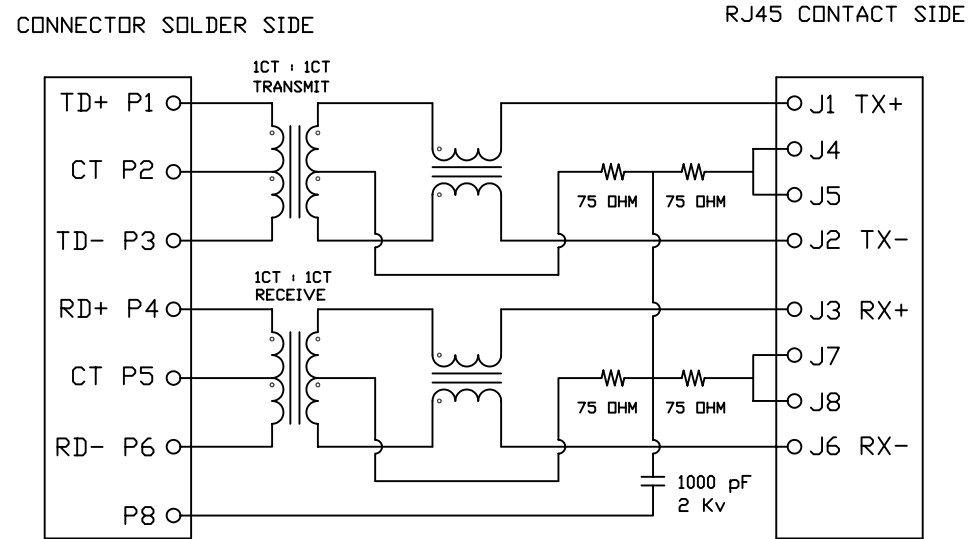 CONNECTOR SOLDER SIDE
RJ45 CONTACT SIDE
1CT : 1CT
TRANSMIT
TD+ P1
J1 TX+
J4
CT P2
75 OHM
75 OHM
J5
TD- P3
J2 TX-
1CT : 1CT
RECEIVE
RD+ P4
J3 RX+
J7
CT P5
75 OHM
75 OHM
J8
RD- P6
J6 RX-
1000 pF
2 Kv
P8